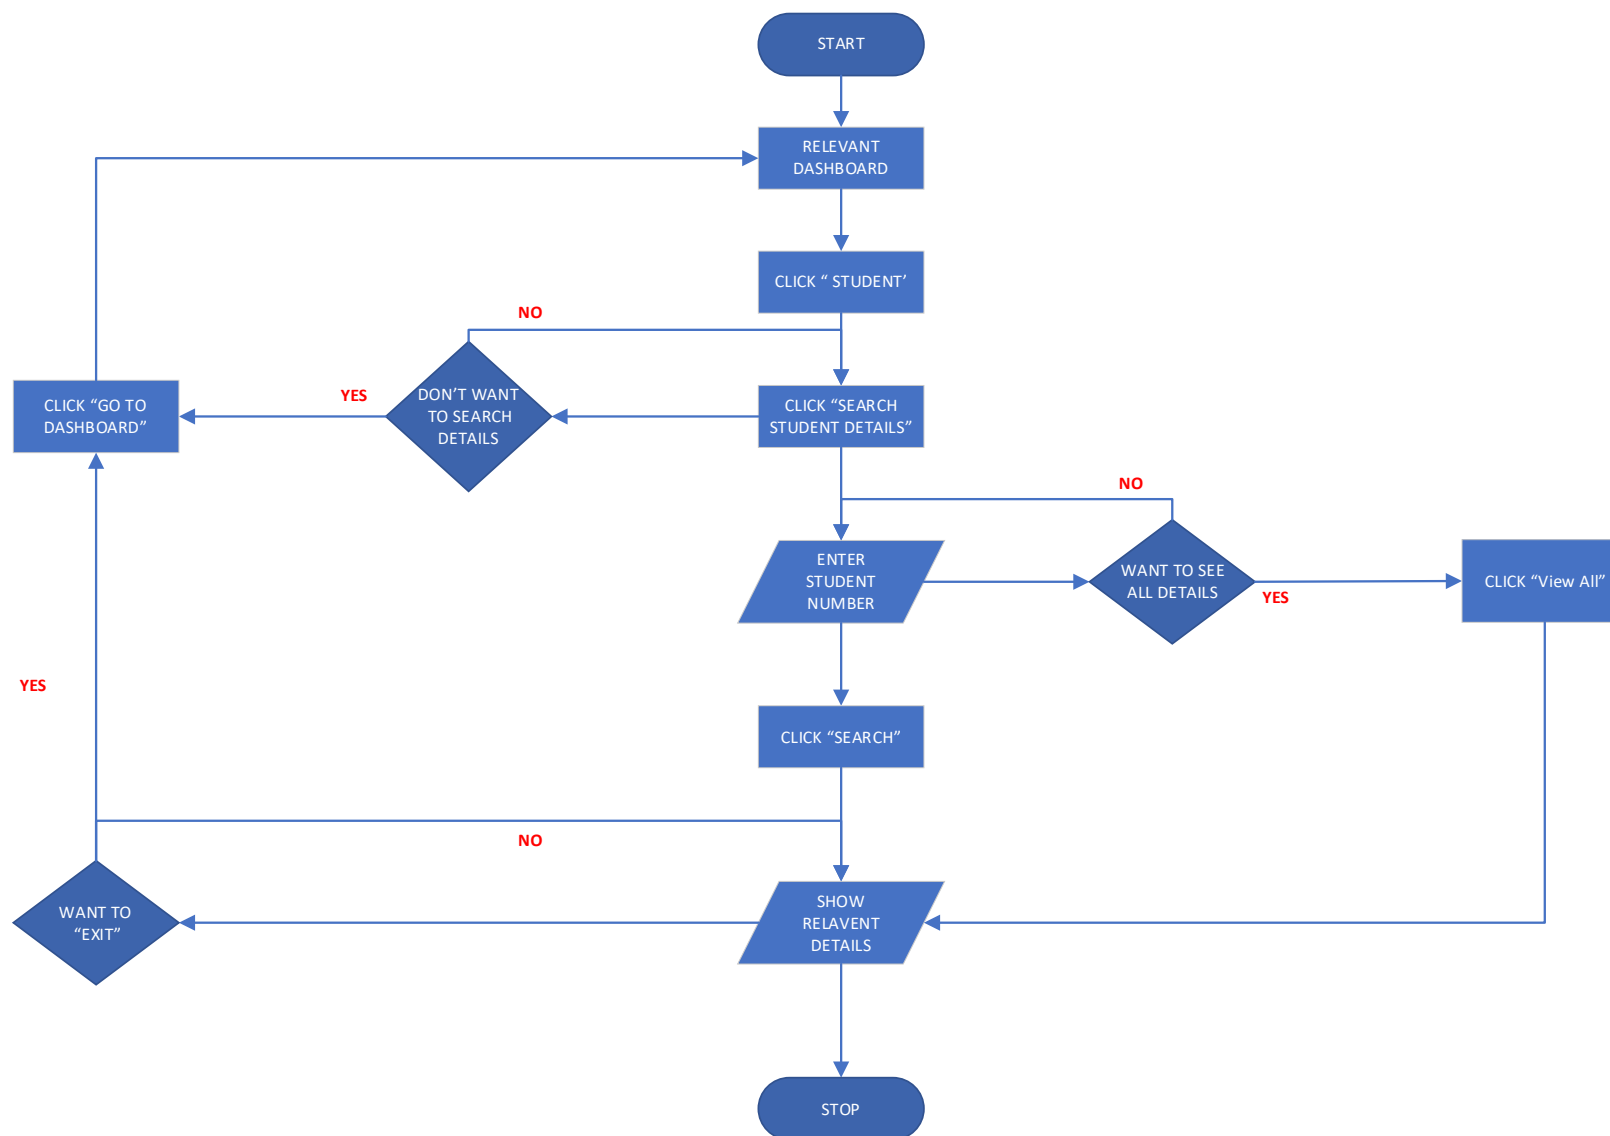 START
RELEVANT
DASHBOARD
CLICK “ STUDENT’
NO
YES
CLICK “GO TO
DASHBOARD”
DON’T WANT
TO SEARCH
DETAILS
CLICK “SEARCH
STUDENT DETAILS”
NO
ENTER
STUDENT
NUMBER
WANT TO SEE
ALL DETAILS
YES
CLICK “View All”
YES
CLICK “SEARCH”
NO
WANT TO
“EXIT”
SHOW
RELAVENT
DETAILS
STOP